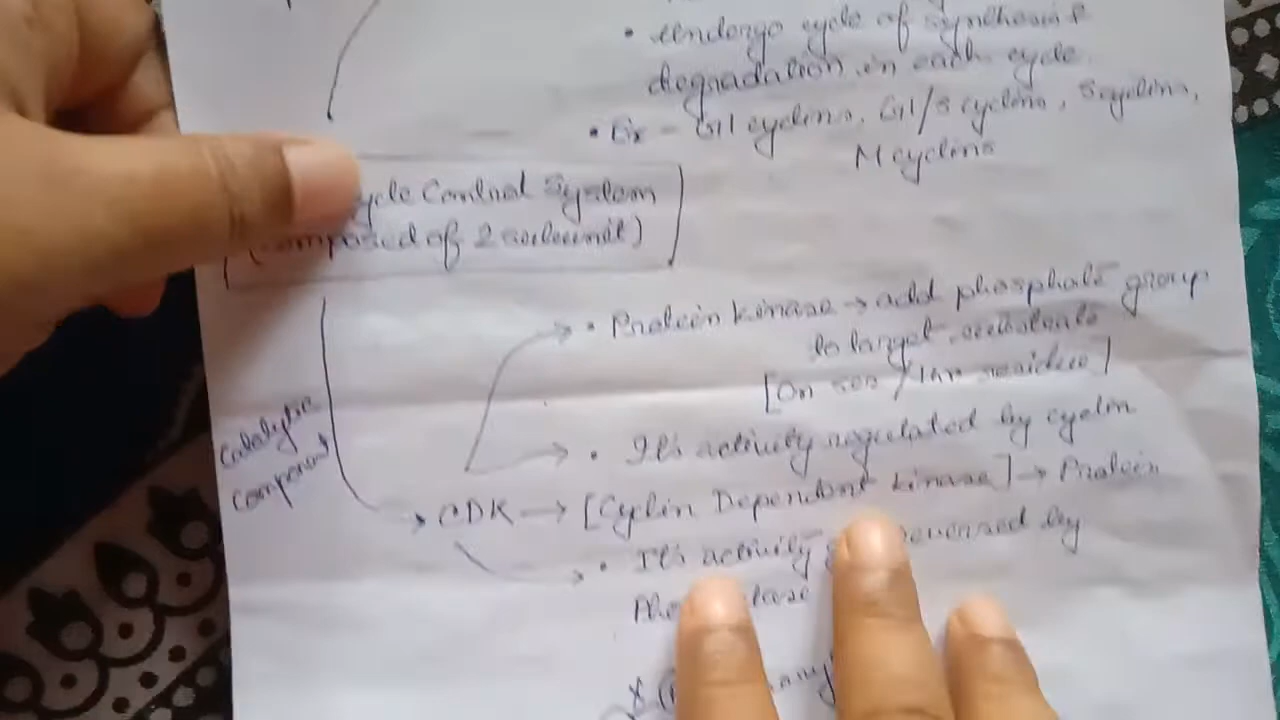 • Undergo cycle of synthesis &
degradation in each cycle.
• Ex - G1 cyclins, G1/S cyclins, S cyclins,
M cyclins
Control System
(Composed of 2 subunit)
• Protein kinase → add phosphate group
to target substrate
[On ser / thr residue]
• It's activity regulated by cyclin
Catalytic
component
CDK → [Cyclin Dependent kinase] → Protein
• It's activity reversed by